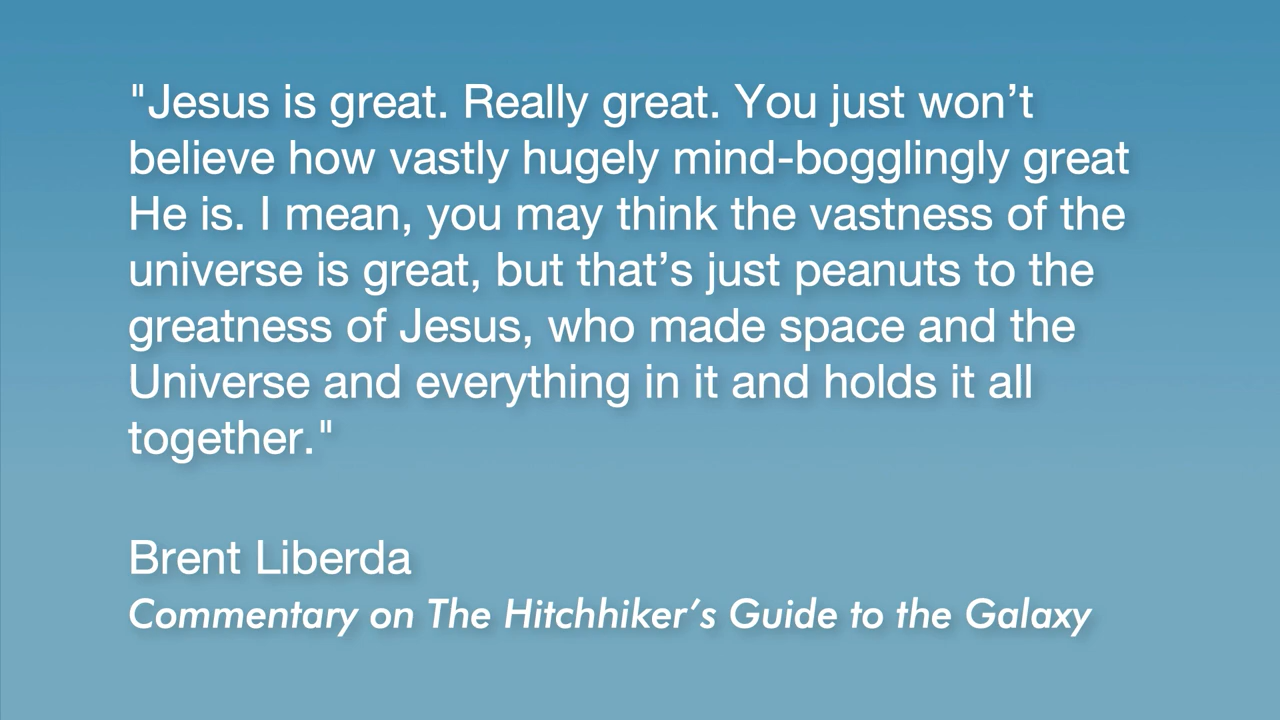 "Jesus is great. Really great. You just won’t
believe how vastly hugely mind-bogglingly great
He is. I mean, you may think the vastness of the
universe is great, but that’s just peanuts to the
greatness of Jesus, who made space and the
Universe and everything in it and holds it all
together."
Brent Liberda
Commentary on The Hitchhiker’s Guide to the Galaxy